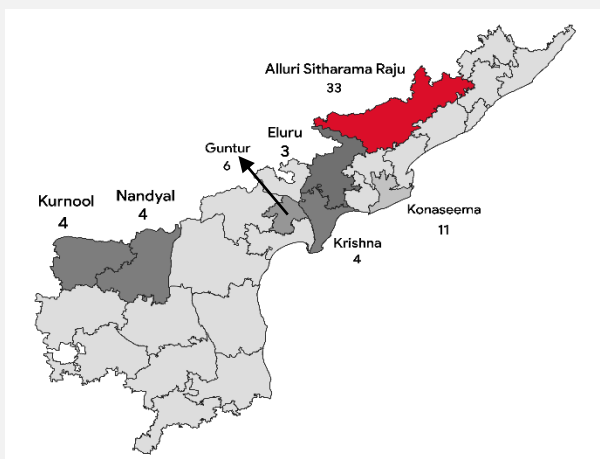 Alluri Sitharama Raju
33
Eluru
3
Guntur
6
Kurnool
4
Nandyal
4
Konaseema
11
Krishna
4